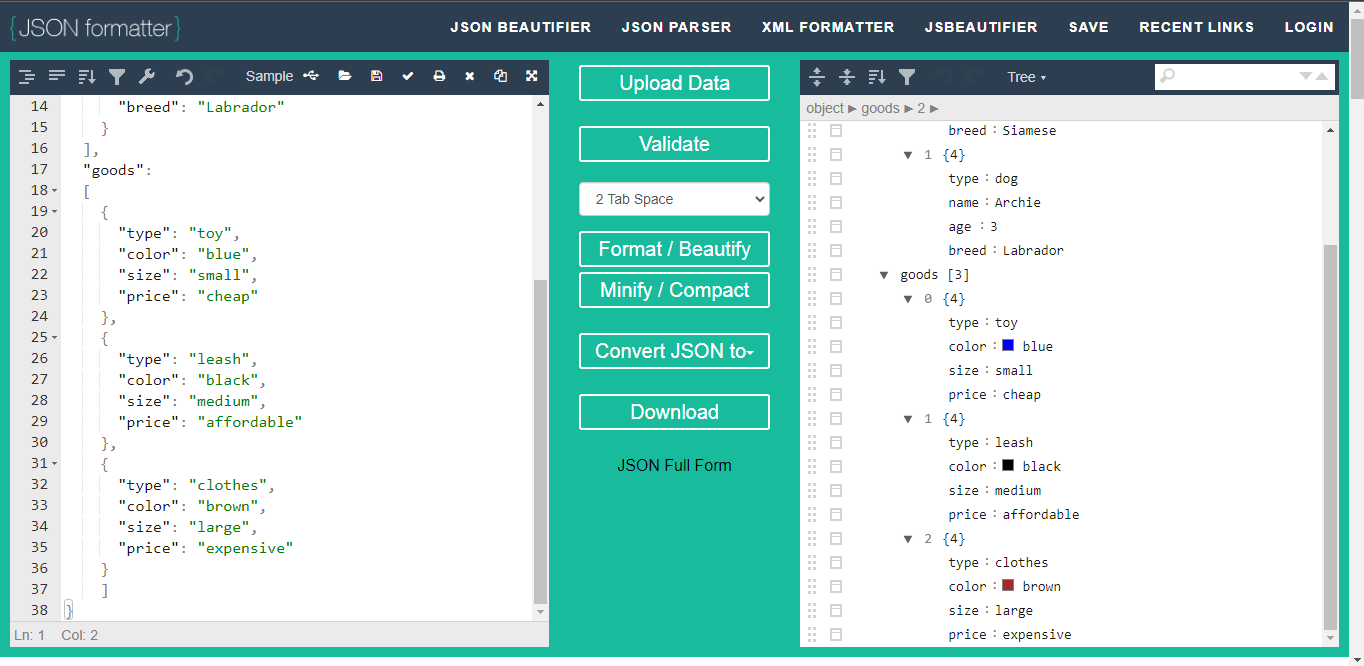 {JSON formatter}
JSON BEAUTIFIER JSON PARSER XML FORMATTER JSBEAUTIFIER SAVE RECENT LINKS LOGIN
Sample
14 "breed": "Labrador"
15 }
16 ],
17 "goods":
18 [
19 {
20 "type": "toy",
21 "color": "blue",
22 "size": "small",
23 "price": "cheap"
24 },
25 {
26 "type": "leash",
27 "color": "black",
28 "size": "medium",
29 "price": "affordable"
30 },
31 {
32 "type": "clothes",
33 "color": "brown",
34 "size": "large",
35 "price": "expensive"
36 }
37 ]
38 }
Ln: 1 Col: 2
Upload Data
Validate
2 Tab Space
Format / Beautify
Minify / Compact
Convert JSON to
Download
JSON Full Form
Tree
object ▶ goods ▶ 2 ▶
breed : Siamese
1 {4}
type : dog
name : Archie
age : 3
breed : Labrador
goods [3]
0 {4}
type : toy
color : blue
size : small
price : cheap
1 {4}
type : leash
color : black
size : medium
price : affordable
2 {4}
type : clothes
color : brown
size : large
price : expensive